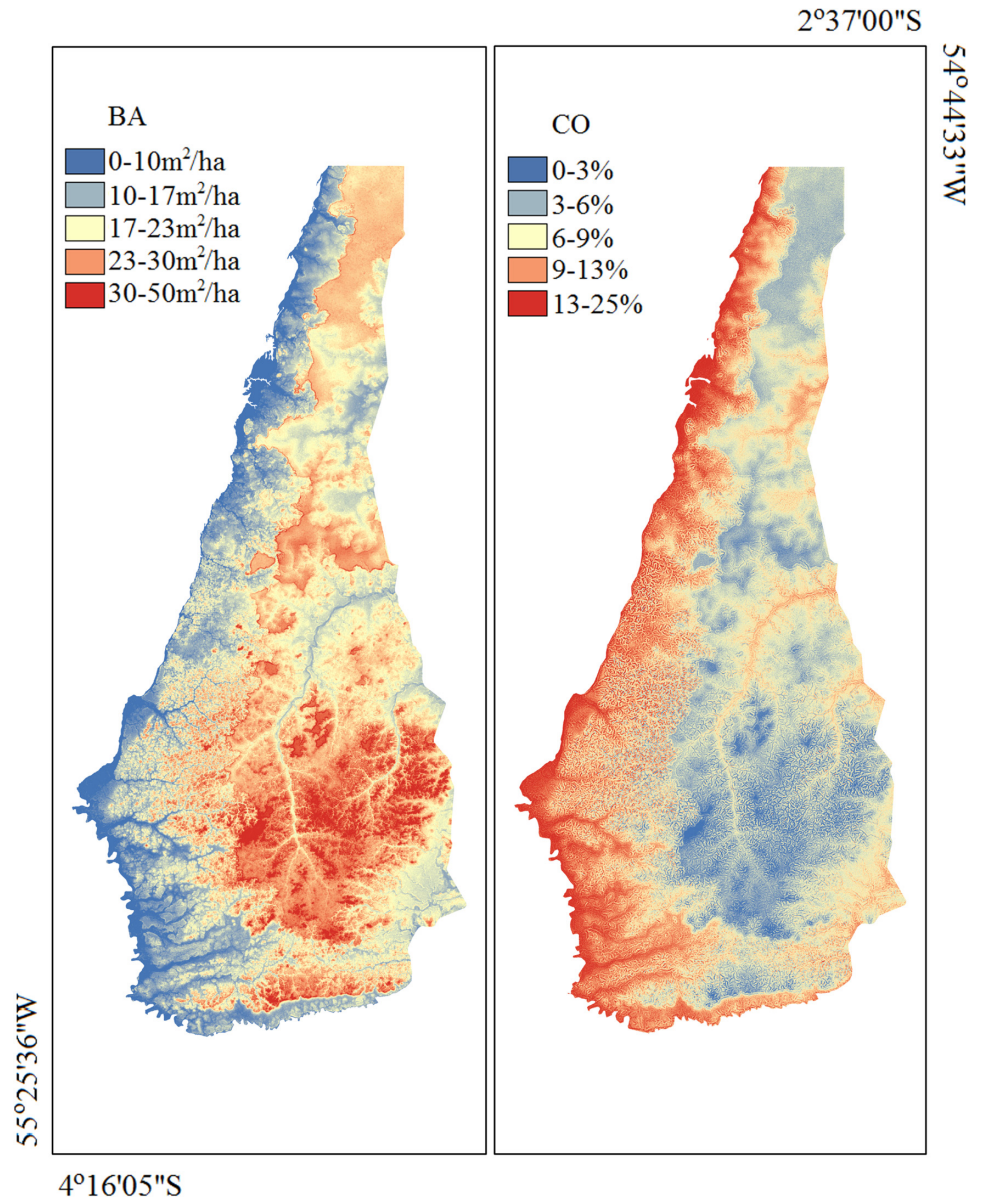 2º37'00"S
54º44'33"W
BA
0-10m²/ha
10-17m²/ha
17-23m²/ha
23-30m²/ha
30-50m²/ha
CO
0-3%
3-6%
6-9%
9-13%
13-25%
55º25'36"W
4º16'05"S